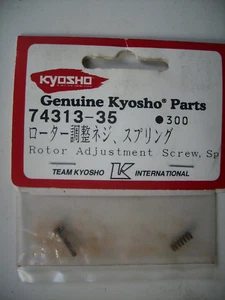 KYOSHO
Genuine Kyosho® Parts
74313-35 ●300
ローター調整ネジ、スプリング
Rotor Adjustment Screw,Sp
TEAM KYOSHO K INTERNATIONAL